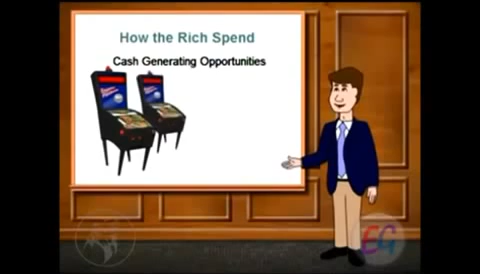 How the Rich Spend
Cash Generating Opportunities
EG